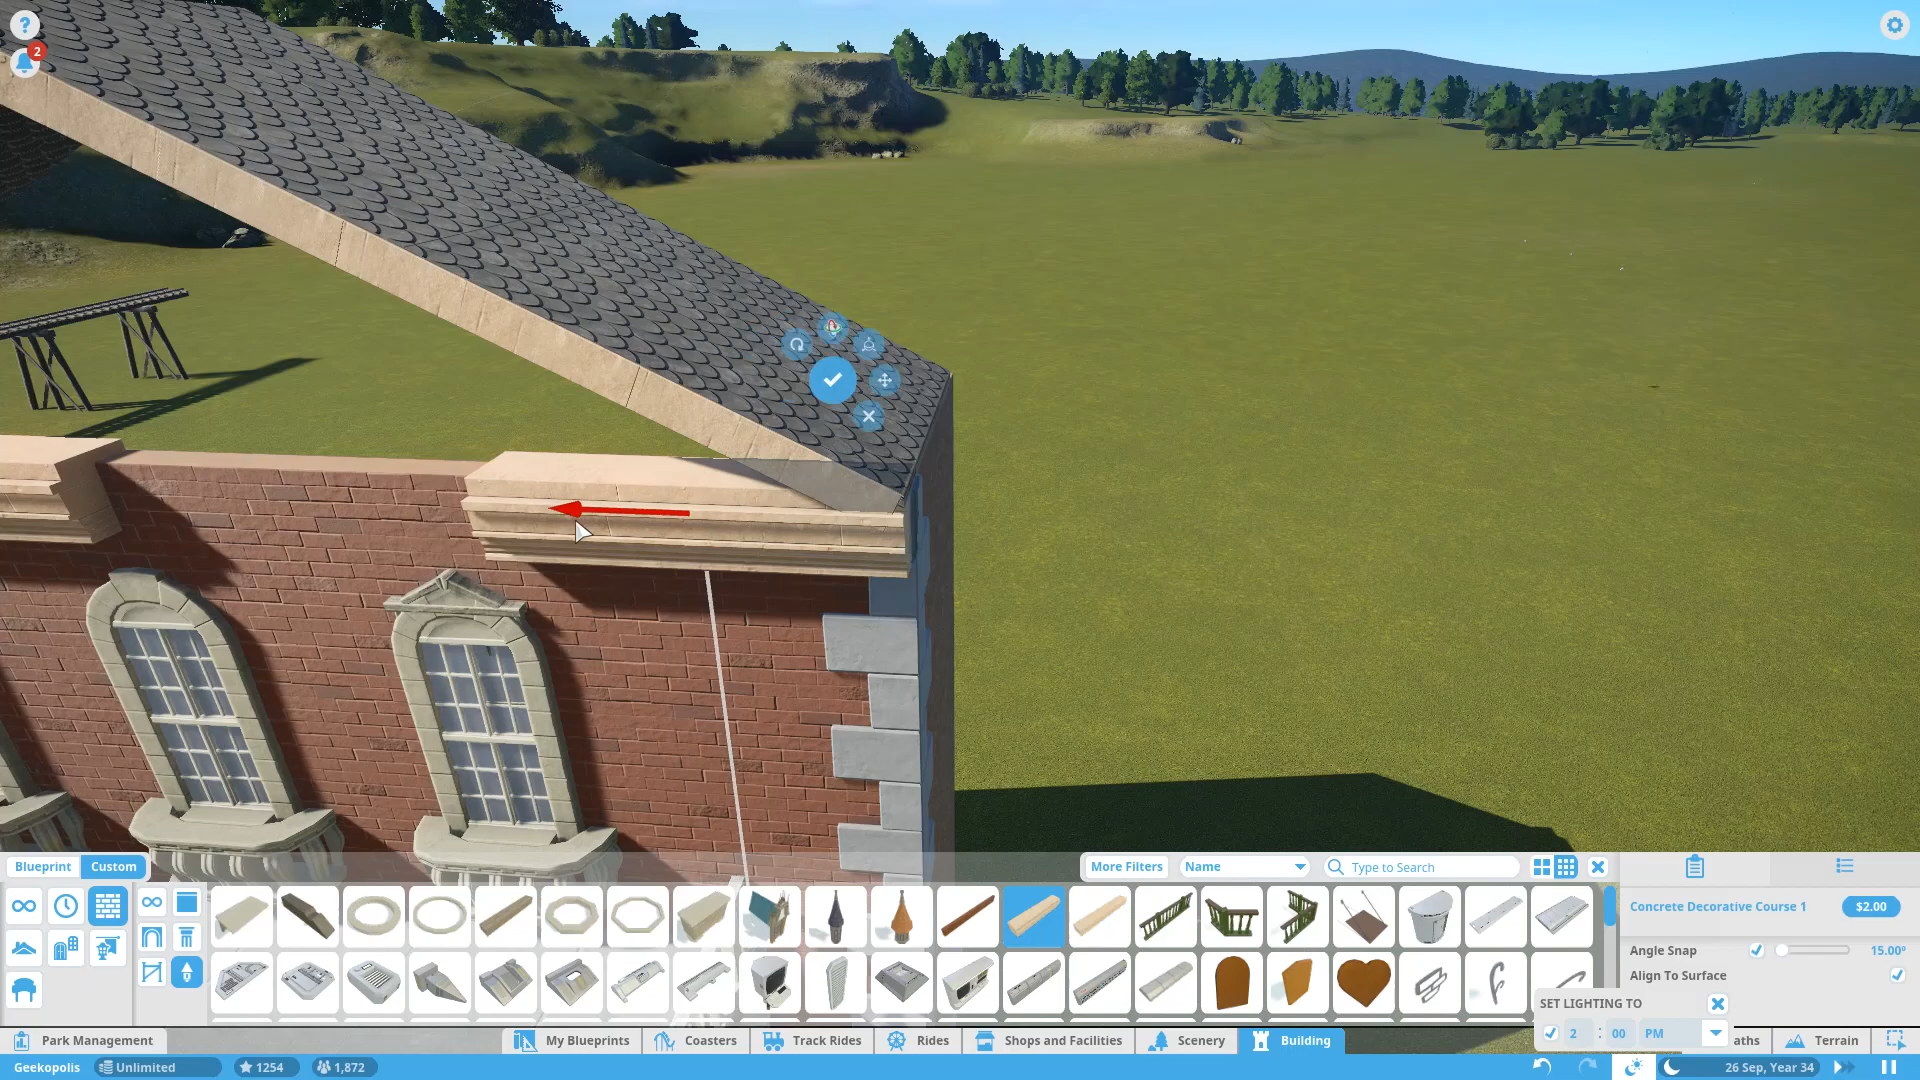 ?
2
Blueprint
Custom
More Filters
Name
Type to Search
Concrete Decorative Course 1
$2.00
Angle Snap
15.00°
Align To Surface
SET LIGHTING TO
2 : 00 PM
Park Management
My Blueprints
Coasters
Track Rides
Rides
Shops and Facilities
Scenery
Building
aths
Terrain
Geekopolis
Unlimited
1254
1,872
26 Sep, Year 34